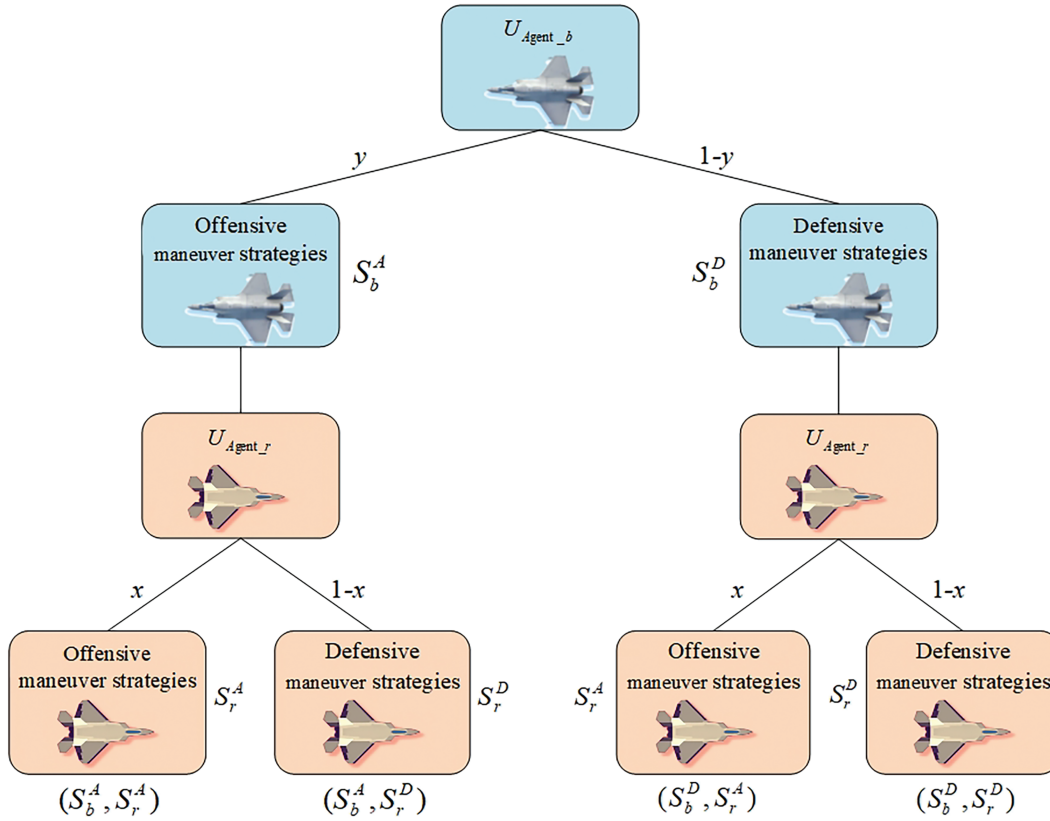 U_{Agent_b}
y
1-y
Offensive
maneuver strategies
S_b^A
Defensive
maneuver strategies
S_b^D
U_{Agent_r}
U_{Agent_r}
x
1-x
x
1-x
Offensive
maneuver strategies
S_r^A
Defensive
maneuver strategies
S_r^D
Offensive
maneuver strategies
S_r^A
Defensive
maneuver strategies
S_r^D
(S_b^A, S_r^A)
(S_b^A, S_r^D)
(S_b^D, S_r^A)
(S_b^D, S_r^D)